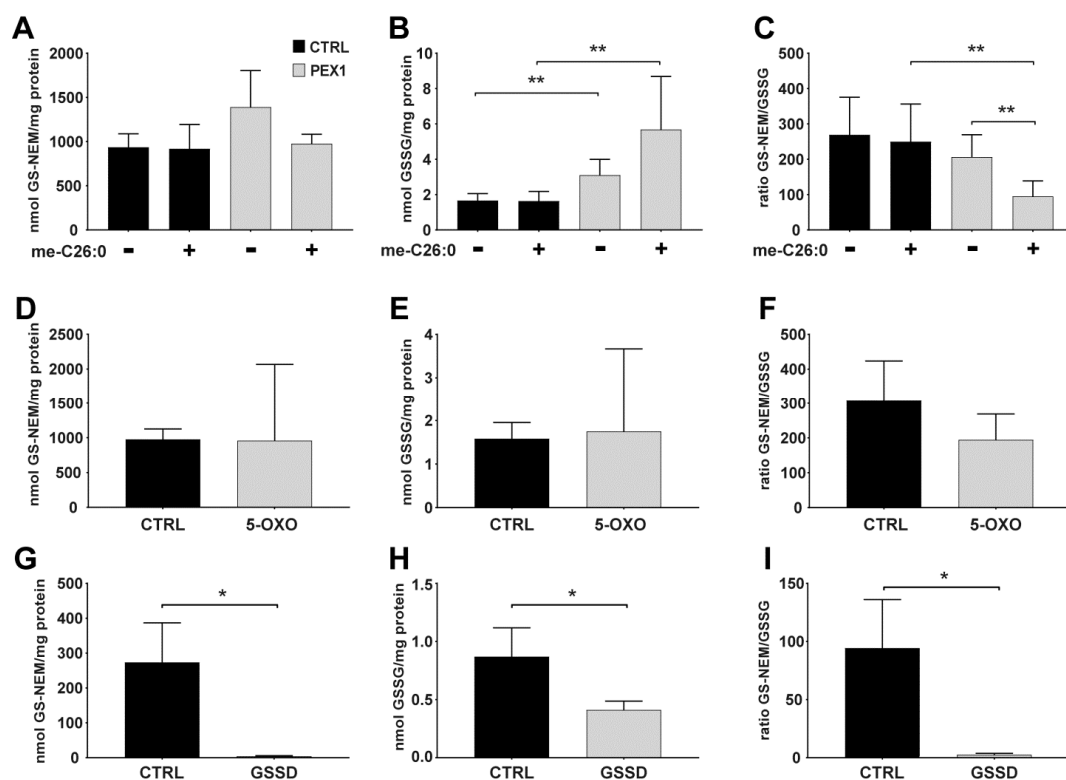 A
nmol GS-NEM/mg protein
2000
1500
1000
500
0
CTRL
PEX1
me-C26:0
- + - +
B
nmol GSSG/mg protein
10
8
6
4
2
0
**
**
me-C26:0
- + - +
C
ratio GS-NEM/GSSG
500
400
300
200
100
0
**
**
me-C26:0
- + - +
D
nmol GS-NEM/mg protein
2500
2000
1500
1000
500
0
CTRL 5-OXO
E
nmol GSSG/mg protein
4
3
2
1
0
CTRL 5-OXO
F
ratio GS-NEM/GSSG
500
400
300
200
100
0
CTRL 5-OXO
G
nmol GS-NEM/mg protein
500
400
300
200
100
0
*
CTRL GSSD
H
nmol GSSG/mg protein
1.5
1.0
0.5
0.0
*
CTRL GSSD
I
ratio GS-NEM/GSSG
150
100
50
0
*
CTRL GSSD